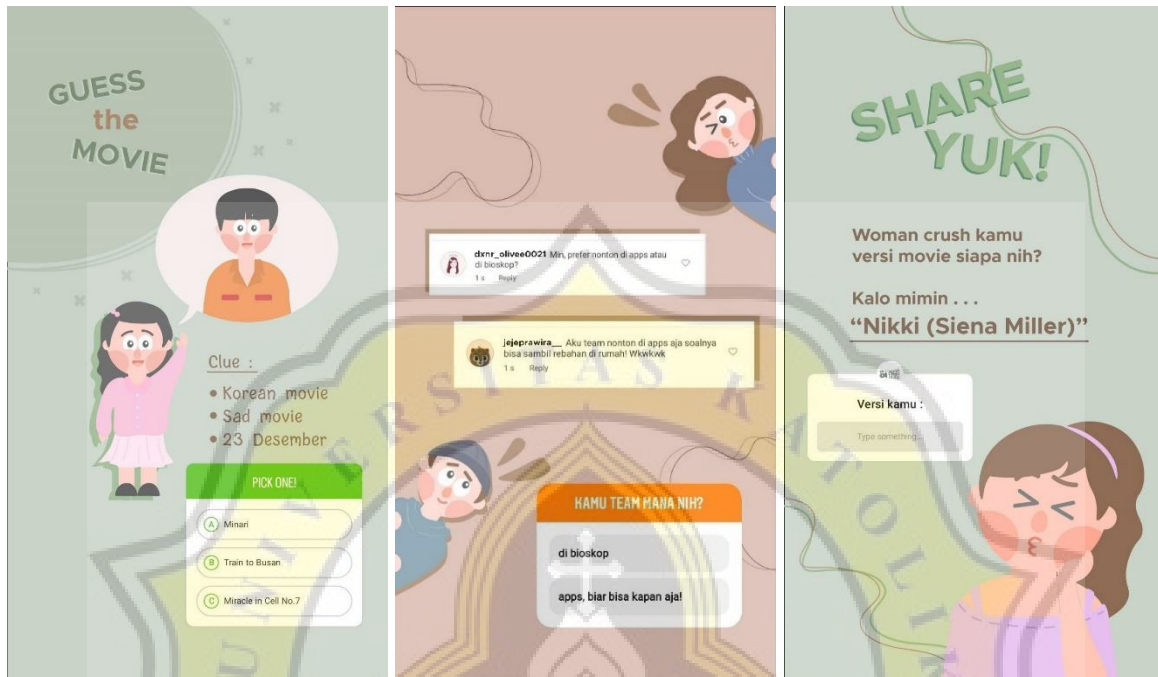 GUESS
the
MOVIE
Clue :
• Korean movie
• Sad movie
• 23 Desember
PICK ONE!
A Minari
B Train to Busan
C Miracle in Cell No.7
dxnr_olivee0021 Min, prefer nonton di apps atau
di bioskop?
1 s Reply
jejeprawira__ Aku team nonton di apps aja soalnya
bisa sambil rebahan di rumah! Wkwkwk
1 s Reply
KAMU TEAM MANA NIH?
di bioskop
apps, biar bisa kapan aja!
SHARE
YUK!
Woman crush kamu
versi movie siapa nih?
Kalo mimin . . .
“Nikki (Siena Miller)”
Versi kamu :
Type something...
UNIVERSITAS KATOLI